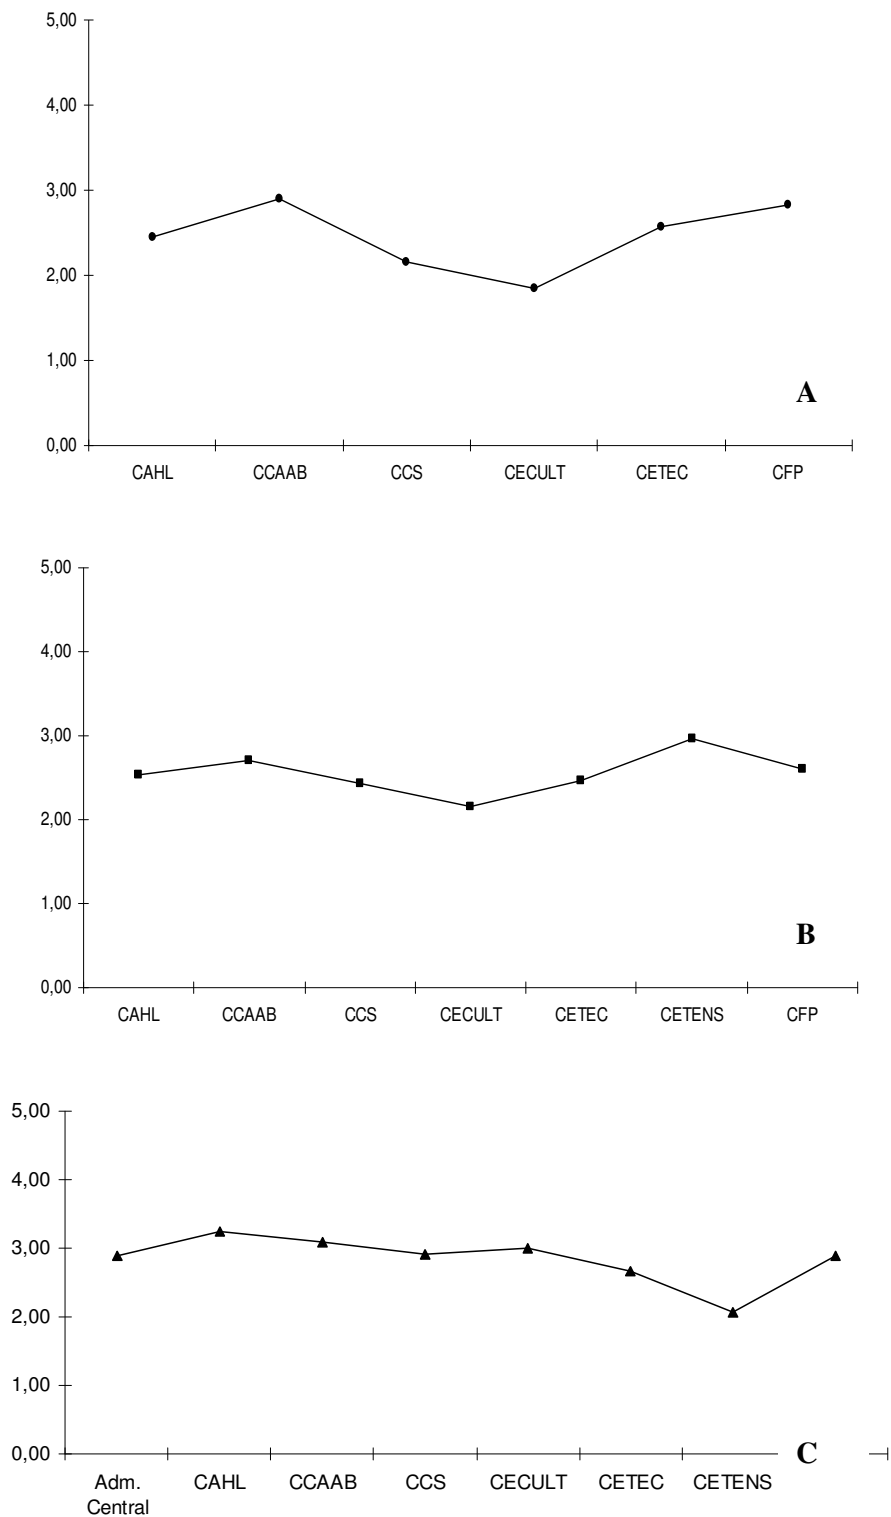 5,00
4,00
3,00
2,00
1,00
A
0,00
CAHL CCAAB CCS CECULT CETEC CFP
5,00
4,00
3,00
2,00
1,00
B
0,00
CAHL CCAAB CCS CECULT CETEC CETENS CFP
5,00
4,00
3,00
2,00
1,00
0,00 C
Adm. CAHL CCAAB CCS CECULT CETEC CETENS
Central